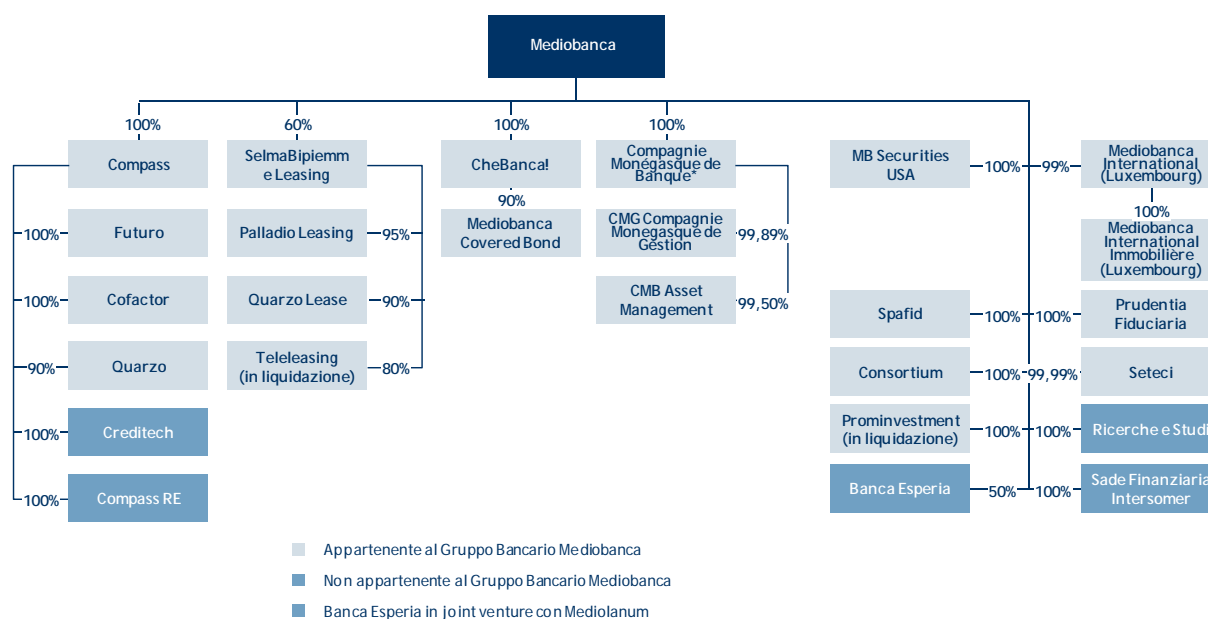 Mediobanca
100%
60%
100%
100%
Compass
SelmaBipiemm
e Leasing
CheBanca!
Compagnie
Monégasque de
Banque*
MB Securities
USA
100%
99%
Mediobanca
International
(Luxembourg)
90%
100%
100%
Futuro
Palladio Leasing
95%
Mediobanca
Covered Bond
CMG Compagnie
Monegasque de
Géstion
99,89%
Mediobanca
International
Immobilière
(Luxembourg)
100%
Cofactor
Quarzo Lease
90%
CMB Asset
Management
99,50%
Spafid
100%
100%
Prudentia
Fiduciaria
90%
Quarzo
Teleleasing
(in liquidazione)
80%
Consortium
100%
99,99%
Seteci
100%
Creditech
Prominvestment
(in liquidazione)
100%
100%
Ricerche e Studi
100%
Compass RE
Banca Esperia
50%
100%
Sade Finanziaria
Intersomer
Appartenente al Gruppo Bancario Mediobanca
Non appartenente al Gruppo Bancario Mediobanca
Banca Esperia in joint venture con Mediolanum